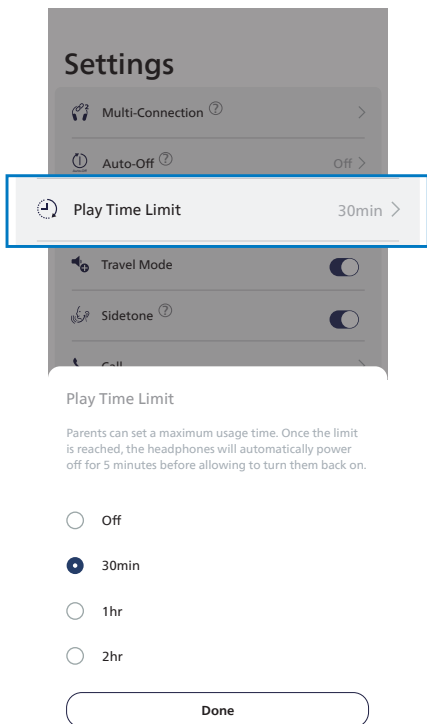 Settings
Multi-Connection ?
Auto-Off ? Off >
Play Time Limit 30min >
Travel Mode
Sidetone ?
Call
Play Time Limit
Parents can set a maximum usage time. Once the limit
is reached, the headphones will automatically power
off for 5 minutes before allowing to turn them back on.
Off
30min
1hr
2hr
Done